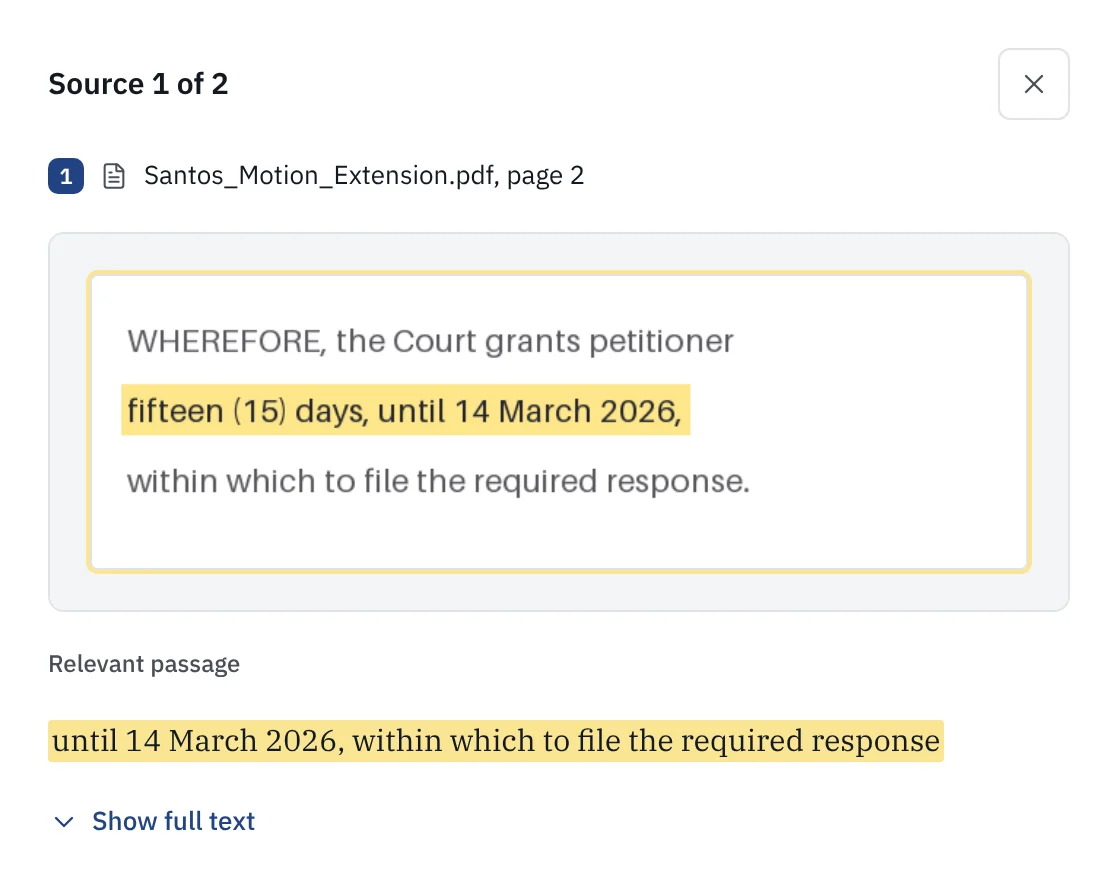 Source 1 of 2
1 Santos_Motion_Extension.pdf, page 2
WHEREFORE, the Court grants petitioner
fifteen (15) days, until 14 March 2026,
within which to file the required response.
Relevant passage
until 14 March 2026, within which to file the required response
Show full text